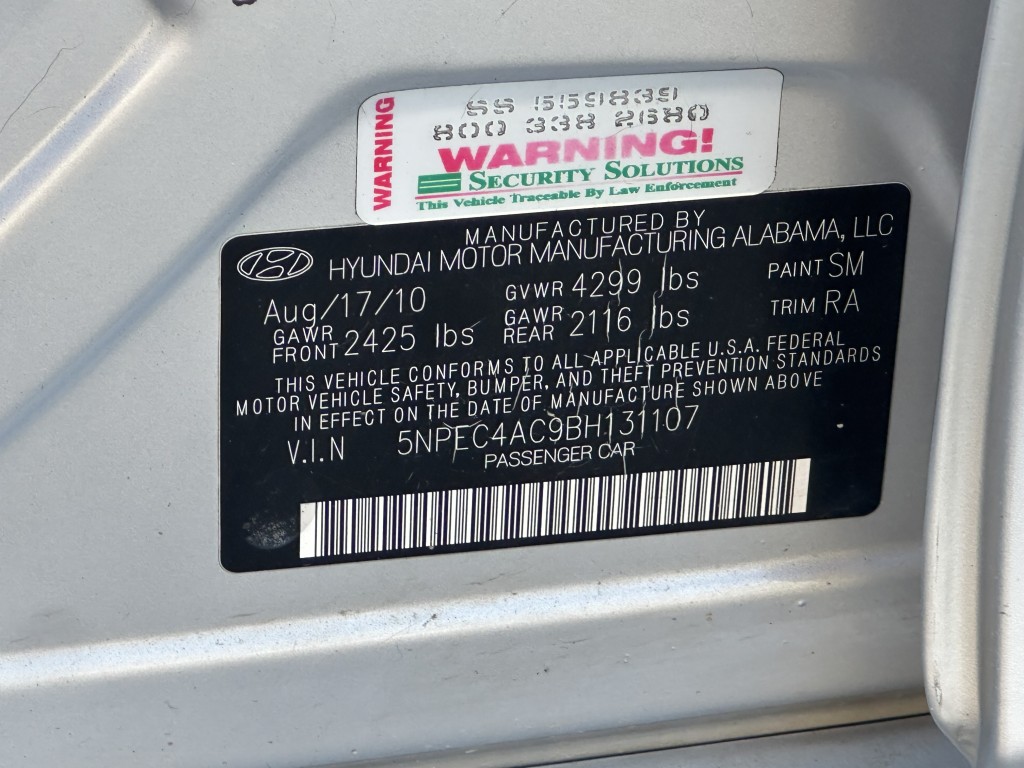 WARNING
SS 559839
800 338 2680
WARNING!
SECURITY SOLUTIONS
This Vehicle Traceable By Law Enforcement
MANUFACTURED BY
HYUNDAI MOTOR MANUFACTURING ALABAMA, LLC
Aug/17/10 GVWR 4299 lbs PAINT SM
GAWR FRONT 2425 lbs GAWR REAR 2116 lbs TRIM RA
THIS VEHICLE CONFORMS TO ALL APPLICABLE U.S.A. FEDERAL
MOTOR VEHICLE SAFETY, BUMPER, AND THEFT PREVENTION STANDARDS
IN EFFECT ON THE DATE OF MANUFACTURE SHOWN ABOVE
V.I.N 5NPEC4AC9BH131107
PASSENGER CAR